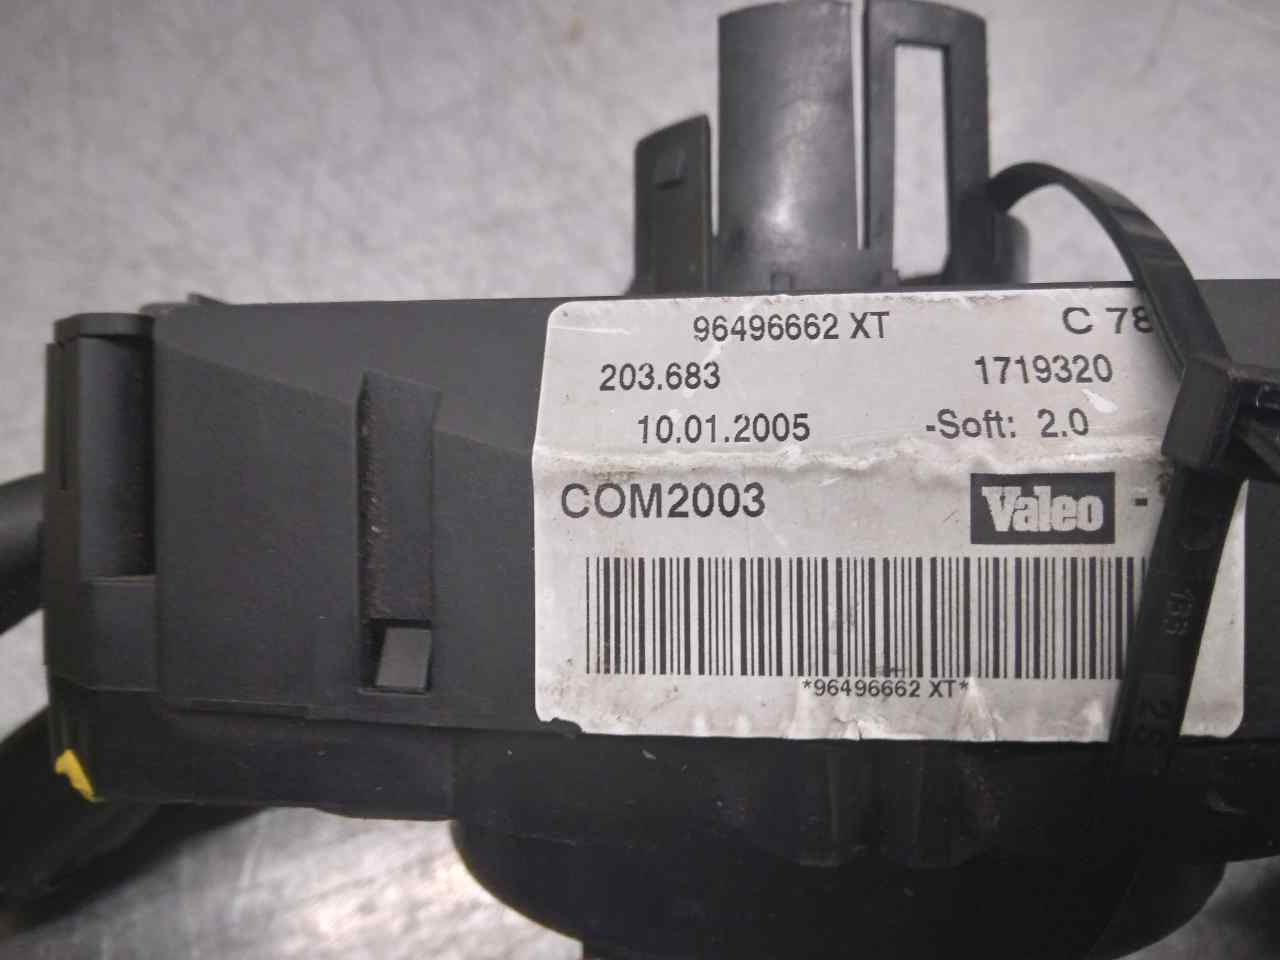 96496662 XT C 78
203.683 1719320
10.01.2005 -Soft: 2.0
COM2003 Valeo -
*96496662 XT*